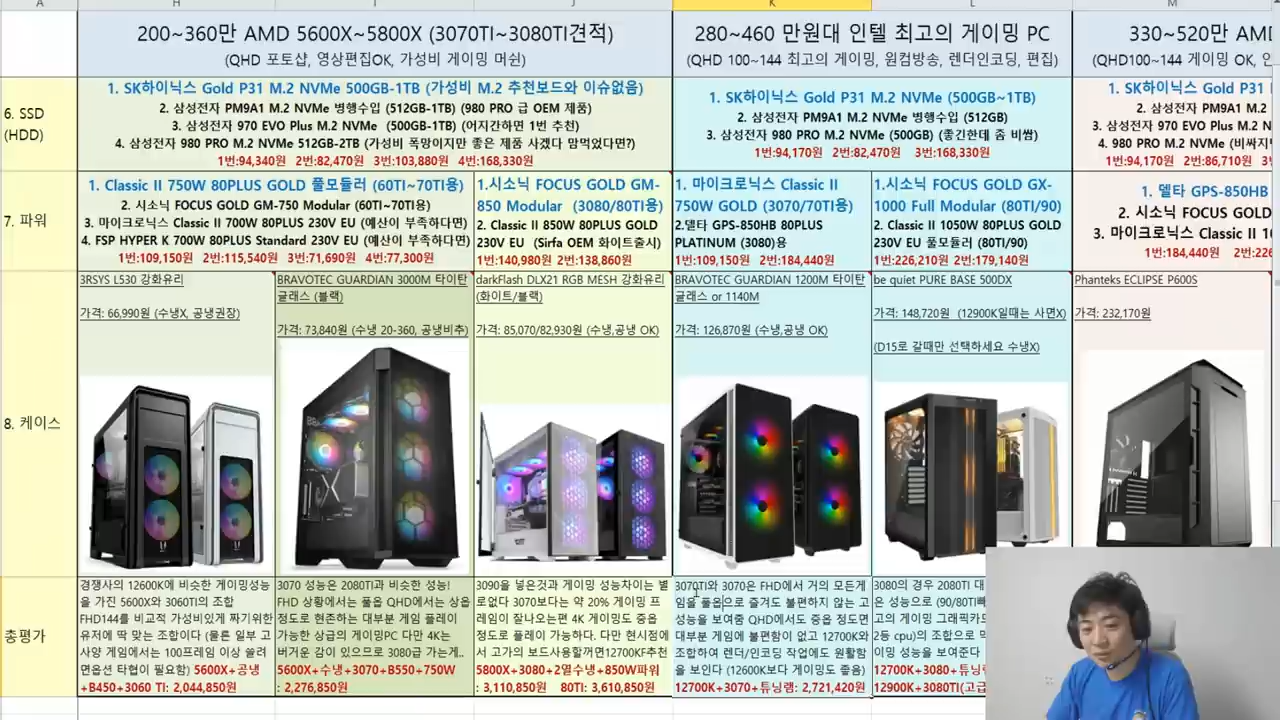 A
H
I
J
K
L
M
200~360만 AMD 5600X~5800X (3070TI~3080TI견적)
(QHD 포토샵, 영상편집OK, 가성비 게이밍 머쉰)
280~460 만원대 인텔 최고의 게이밍 PC
(QHD 100~144 최고의 게이밍, 원컴방송, 렌더인코딩, 편집)
330~520만 AMD
(QHD100~144 게이밍 OK,
6. SSD
(HDD)
1. SK하이닉스 Gold P31 M.2 NVMe 500GB-1TB (가성비 M.2 추천보드와 이슈없음)
2. 삼성전자 PM9A1 M.2 NVMe 병행수입 (512GB-1TB) (980 PRO 급 OEM 제품)
3. 삼성전자 970 EVO Plus M.2 NVMe (500GB-1TB) (어지간하면 1번 추천)
4. 삼성전자 980 PRO M.2 NVMe 512GB-2TB (가성비 폭망이지만 좋은 제품 사겠다 맘먹었다면?)
1번:94,340원 2번:82,470원 3번:103,880원 4번:168,330원
1. SK하이닉스 Gold P31 M.2 NVMe (500GB~1TB)
2. 삼성전자 PM9A1 M.2 NVMe 병행수입 (512GB)
3. 삼성전자 980 PRO M.2 NVMe (500GB) (좋긴한데 좀 비쌈)
1번:94,170원 2번:82,470원 3번:168,330원
1. SK하이닉스 Gold P31
2. 삼성전자 PM9A1 M.2
3. 삼성전자 970 EVO Plus M.2 N
4. 980 PRO M.2 NVMe (비싸지
1번:94,170원 2번:86,710원 3번
7. 파워
1. Classic II 750W 80PLUS GOLD 풀모듈러 (60TI~70TI용)
2. 시소닉 FOCUS GOLD GM-750 Modular (60TI~70TI용)
3. 마이크로닉스 Classic II 700W 80PLUS 230V EU (예산이 부족하다면)
4. FSP HYPER K 700W 80PLUS Standard 230V EU (예산이 부족하다면)
1번:109,150원 2번:115,540원 3번:71,690원 4번:77,300원
1.시소닉 FOCUS GOLD GM-
850 Modular (3080/80TI용)
2. Classic II 850W 80PLUS GOLD
230V EU (Sirfa OEM 화이트출시)
1번:140,980원 2번:138,860원
1. 마이크로닉스 Classic II
750W GOLD (3070/70TI용)
2.델타 GPS-850HB 80PLUS
PLATINUM (3080)용
1번:109,150원 2번:184,440원
1.시소닉 FOCUS GOLD GX-
1000 Full Modular (80TI/90)
2. Classic II 1050W 80PLUS GOLD
230V EU 풀모듈러 (80TI/90)
1번:226,210원 2번:179,140원
1. 델타 GPS-850HB
2. 시소닉 FOCUS GOLD
3. 마이크로닉스 Classic II
1번:184,440원 2번:226
8. 케이스
3RSYS L530 강화유리
가격: 66,990원 (수냉X, 공냉권장)
BRAVOTEC GUARDIAN 3000M 타이탄
글래스 (블랙)
가격: 73,840원 (수냉 20-360, 공냉비추)
darkFlash DLX21 RGB MESH 강화유리
(화이트/블랙)
가격: 85,070/82,930원 (수냉,공냉 OK)
BRAVOTEC GUARDIAN 1200M 타이탄
글래스 or 1140M
가격: 126,870원 (수냉,공냉 OK)
be quiet PURE BASE 500DX
가격: 148,720원 (12900K일때는 사면X)
(D15로 갈때만 선택하세요 수냉X)
Phanteks ECLIPSE P600S
가격: 232,170원
총평가
경쟁사의 12600K에 비슷한 게이밍성능
을 가진 5600X와 3060TI의 조합
FHD144를 비교적 가성비있게 짜기위한
유저에 딱 맞는 조합이다 (물론 일부 고
사양 게임에서는 100프레임 이상 쓸려
면옵션 타협이 필요함) 5600X+공냉
+B450+3060 TI: 2,044,850원
3070 성능은 2080TI과 비슷한 성능!
FHD 상황에서는 풀옵 QHD에서는 상옵
정도로 현존하는 대부분 게임 플레이
가능한 상급의 게이밍PC 다만 4K는
버거운 감이 있으므로 3080급 가는게..
5600X+수냉+3070+B550+750W
: 2,276,850원
3090을 넣은것과 게이밍 성능차이는 별
로없다 3070보다는 약 20% 게이밍 프
레임이 잘나오는편 4K 게이밍도 중옵
정도로 플레이 가능하다. 다만 현시점에
서 고가의 보드사용할꺼면12700KF추천
5800X+3080+2열수냉+850W파워
: 3,110,850원 80TI: 3,610,850원
3070TI와 3070은 FHD에서 거의 모든게
임을 풀옵으로 즐겨도 불편하지 않는 고
성능을 보여중 QHD에서도 중옵 정도면
대부분 게임에 불편함이 없고 12700K와
조합하여 렌더/인코딩 작업에도 원활함
을 보인다 (12600K보다 게이밍도 좋음)
12700K+3070+튜닝램: 2,721,420원
3080의 경우 2080TI 대
은 성능으로 (90/80TI빼
고의 게이밍 그래픽카드
2등 cpu)의 조합으로 막
이밍 성능을 보여준다
12700K+3080+튜닝램
12900K+3080TI(고급